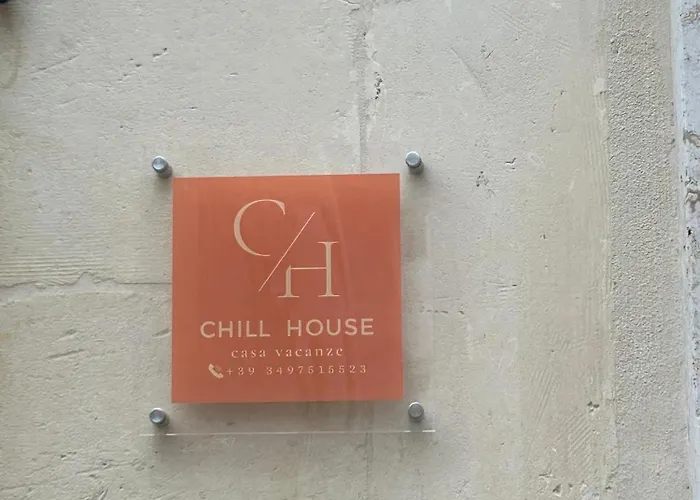 C/H
CHILL HOUSE
casa vacanze
+39 3497515523